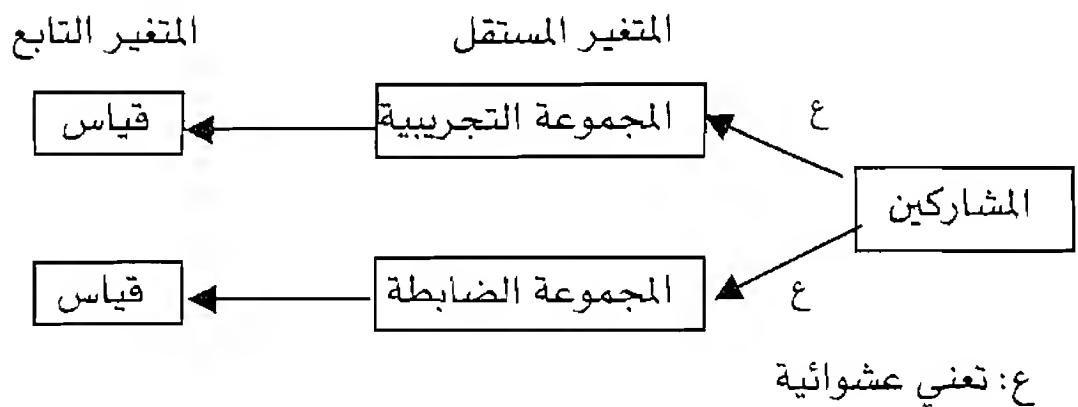 المتغير المستقل
المتغير التابع
ع
المجموعة التجريبية
قياس
المشاركين
ع
المجموعة الضابطة
قياس
ع: تعني عشوائية